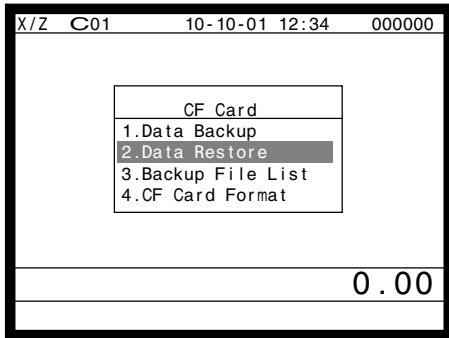 X/Z C01 10-10-01 12:34 000000
CF Card
1.Data Backup
2.Data Restore
3.Backup File List
4.CF Card Format
0.00